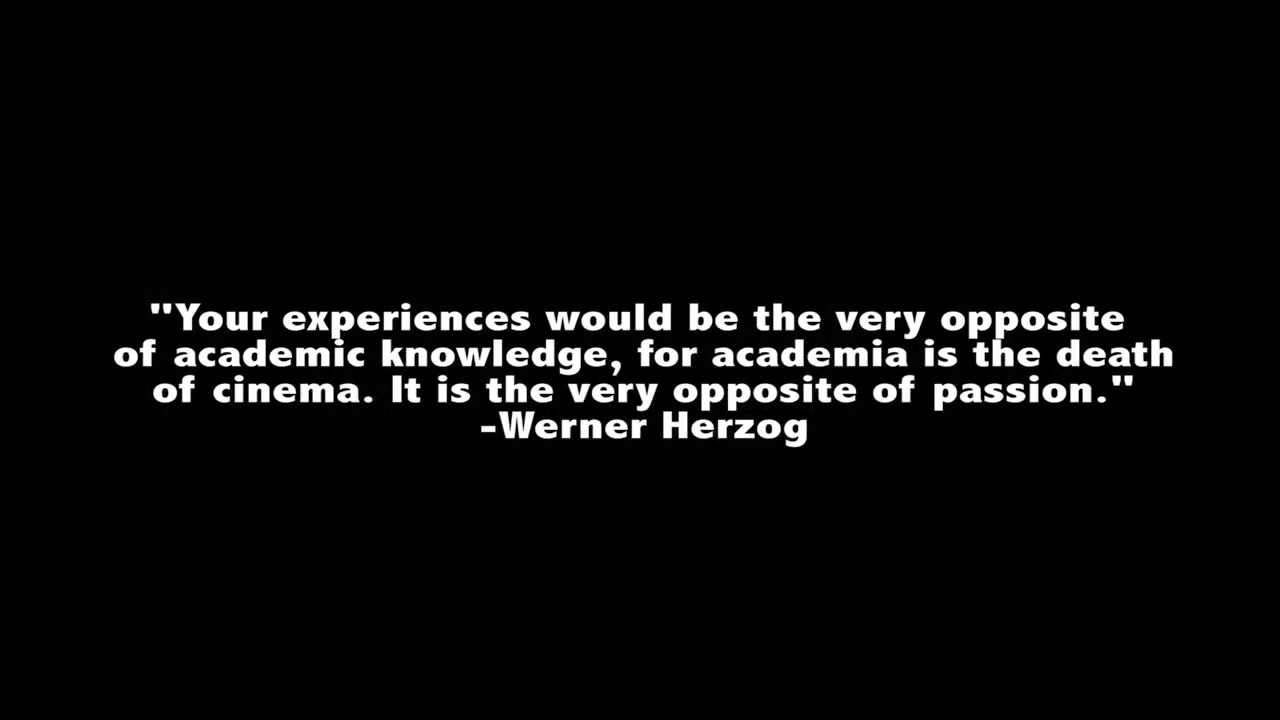 "Your experiences would be the very opposite
of academic knowledge, for academia is the death
of cinema. It is the very opposite of passion."
-Werner Herzog